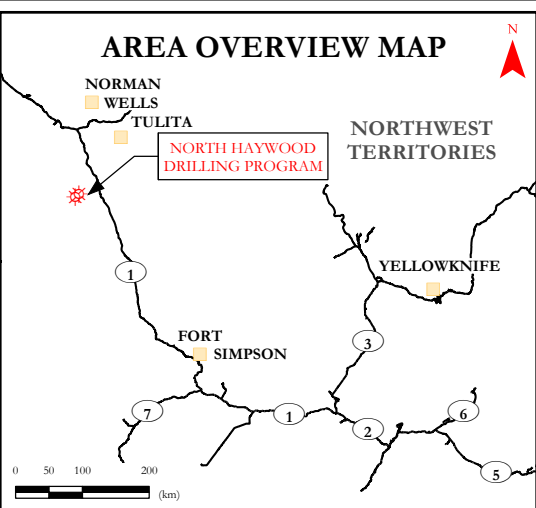 AREA OVERVIEW MAP
N
NORMAN
WELLS
TULITA
NORTHWEST
TERRITORIES
NORTH HAYWOOD
DRILLING PROGRAM
YELLOWKNIFE
1
3
FORT
SIMPSON
7
1
2
6
5
0 50 100 200
(km)